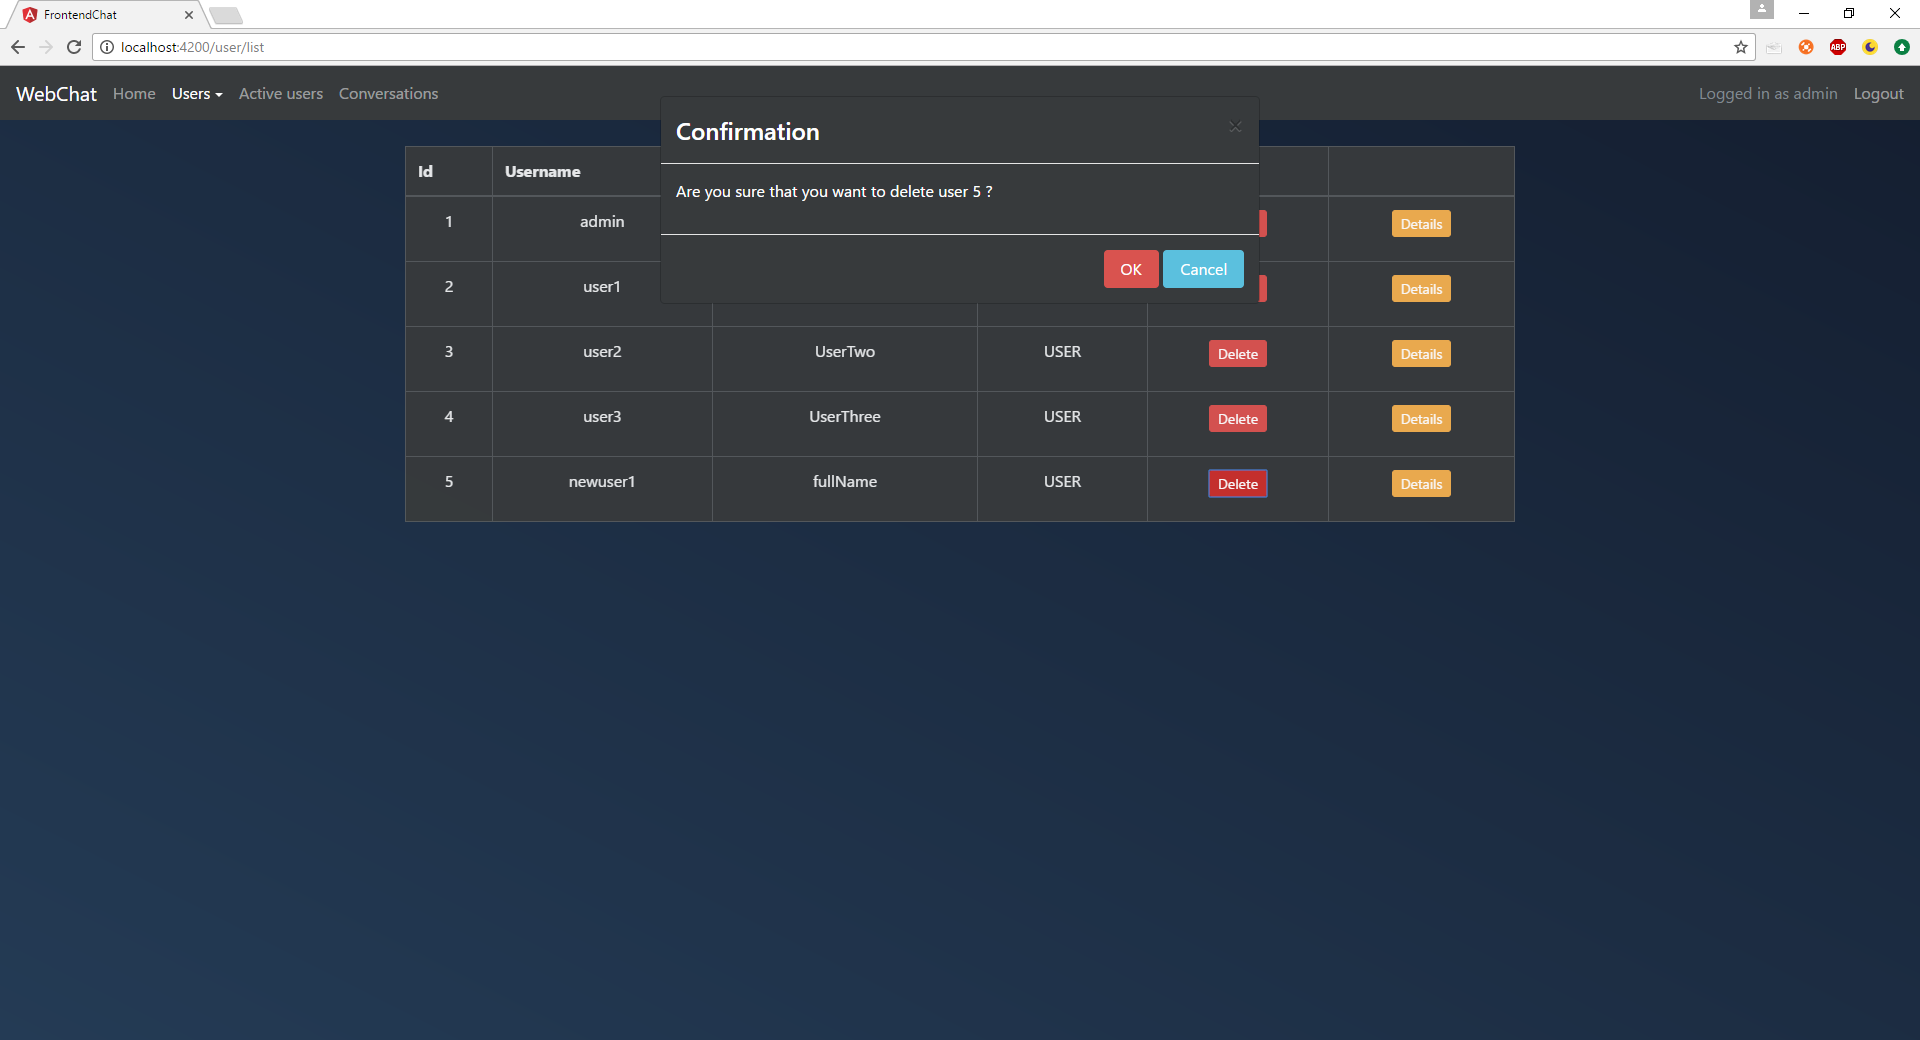 FrontendChat
localhost:4200/user/list
ABP
WebChat Home Users Active users Conversations Logged in as admin Logout
Confirmation
Are you sure that you want to delete user 5 ?
OK Cancel
Id Username
1 admin Details
2 user1 Details
3 user2 UserTwo USER Delete Details
4 user3 UserThree USER Delete Details
5 newuser1 fullName USER Delete Details